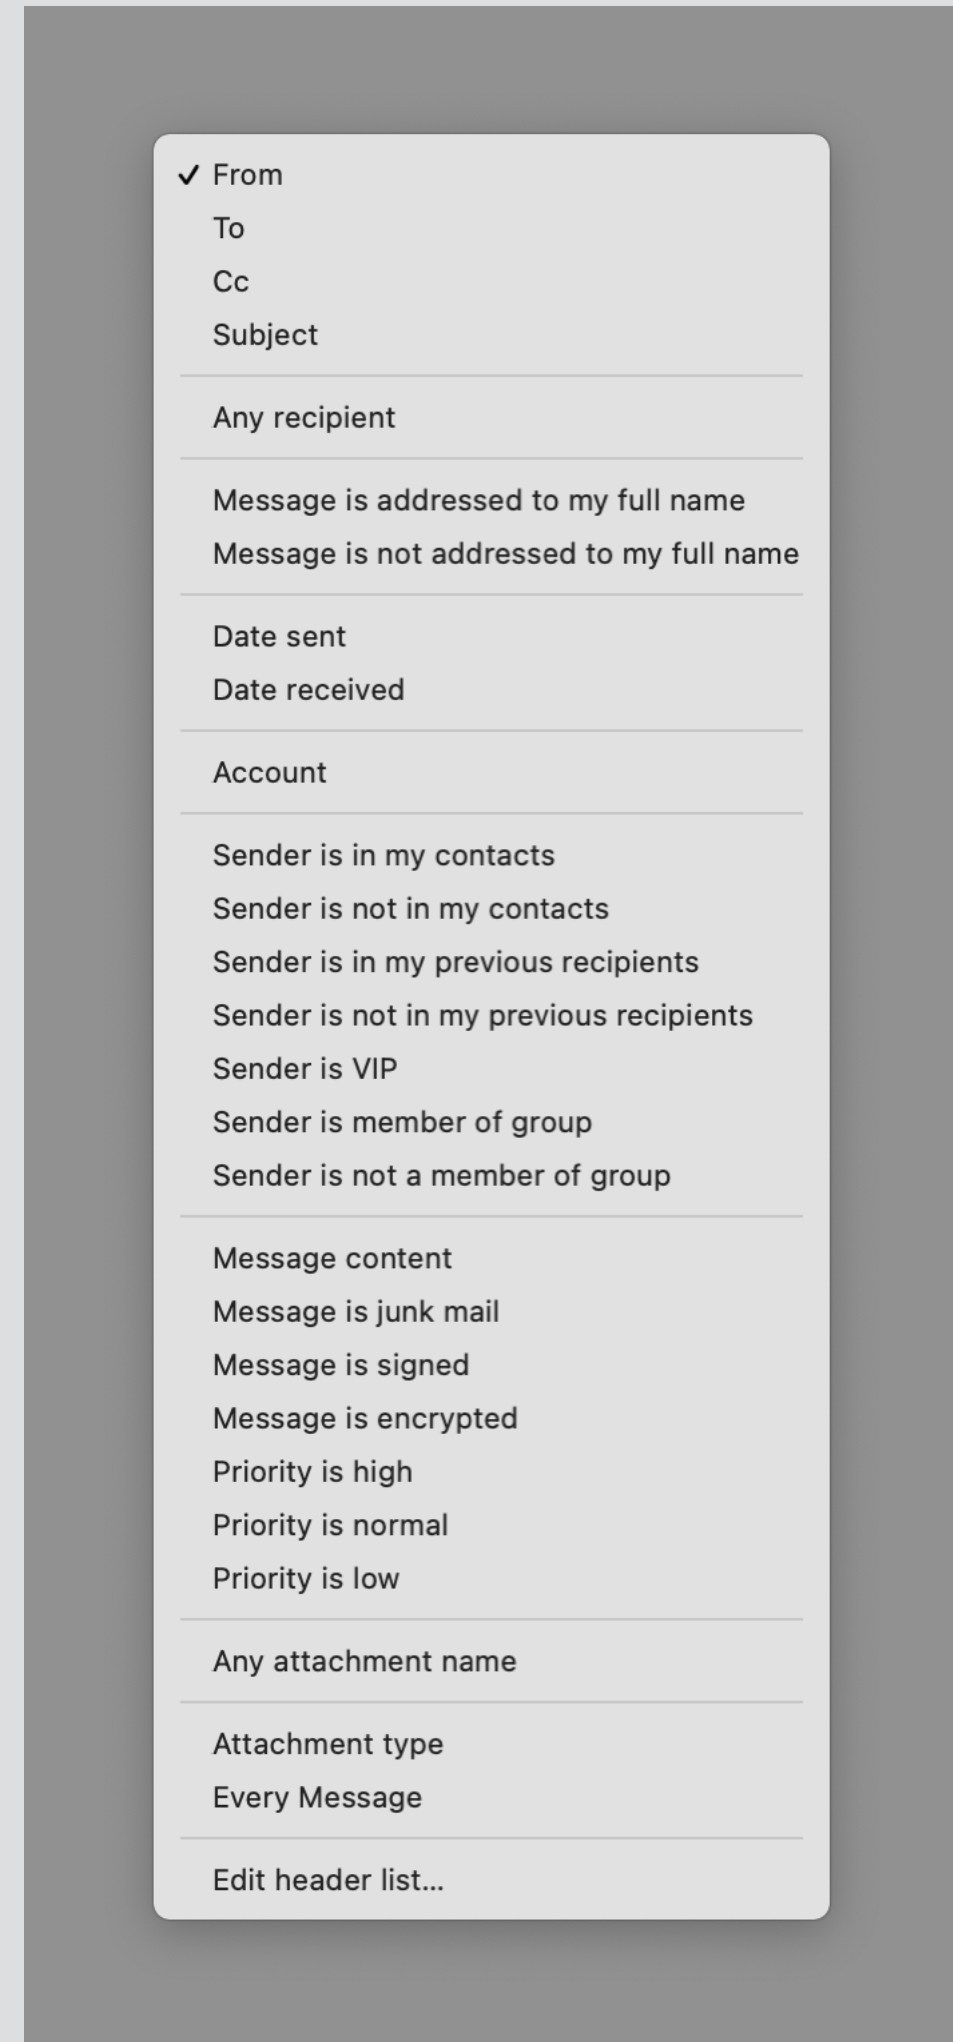 ✓ From
To
Cc
Subject
Any recipient
Message is addressed to my full name
Message is not addressed to my full name
Date sent
Date received
Account
Sender is in my contacts
Sender is not in my contacts
Sender is in my previous recipients
Sender is not in my previous recipients
Sender is VIP
Sender is member of group
Sender is not a member of group
Message content
Message is junk mail
Message is signed
Message is encrypted
Priority is high
Priority is normal
Priority is low
Any attachment name
Attachment type
Every Message
Edit header list...